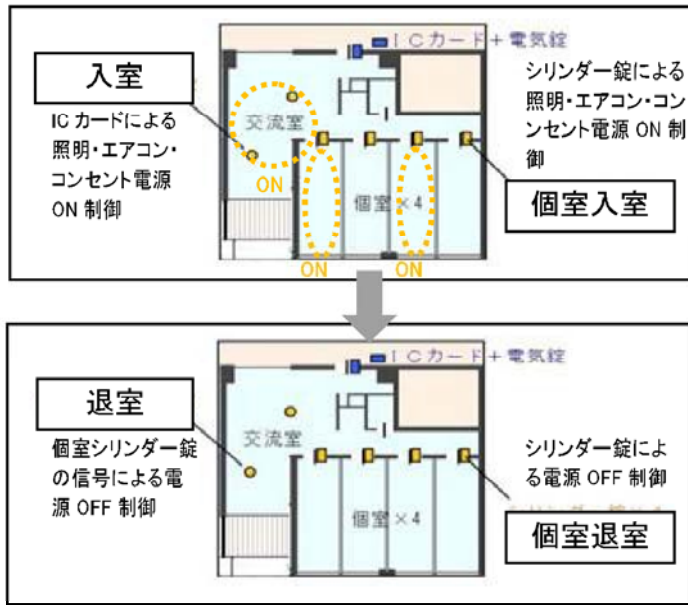 ICカード＋電気錠
入室
ICカードによる
照明・エアコン・
コンセント電源
ON制御
交流室
ON
個室×4
ON
ON
シリンダー錠による
照明・エアコン・コン
ンセント電源 ON 制
御
個室入室
ICカード＋電気錠
退室
個室シリンダー錠
の信号による電
源 OFF 制御
交流室
個室×4
シリンダー錠によ
る電源 OFF 制御
個室退室